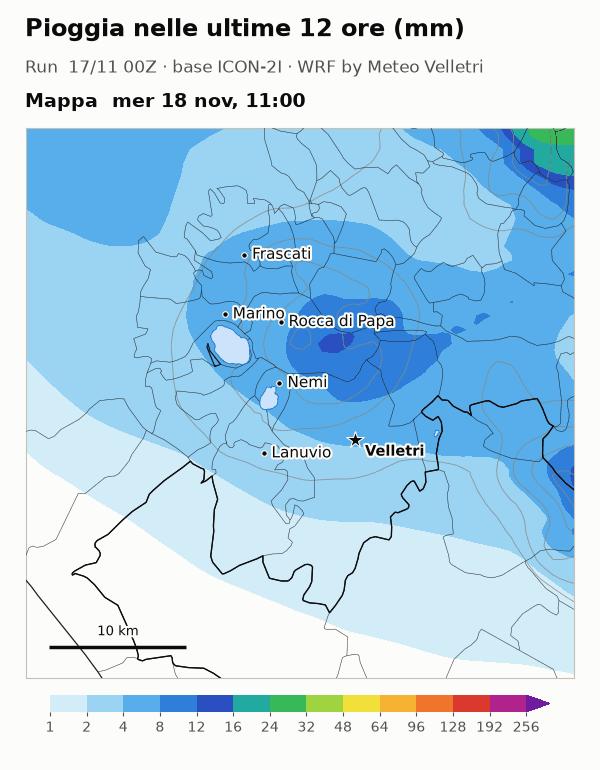 Pioggia nelle ultime 12 ore (mm)
Run  17/11 00Z · base ICON-2I · WRF by Meteo Velletri
Mappa  mer 18 nov, 11:00
Frascati
Marino
Rocca di Papa
Nemi
Velletri
Lanuvio
10 km
1 2 4 8 12 16 24 32 48 64 96 128 192 256